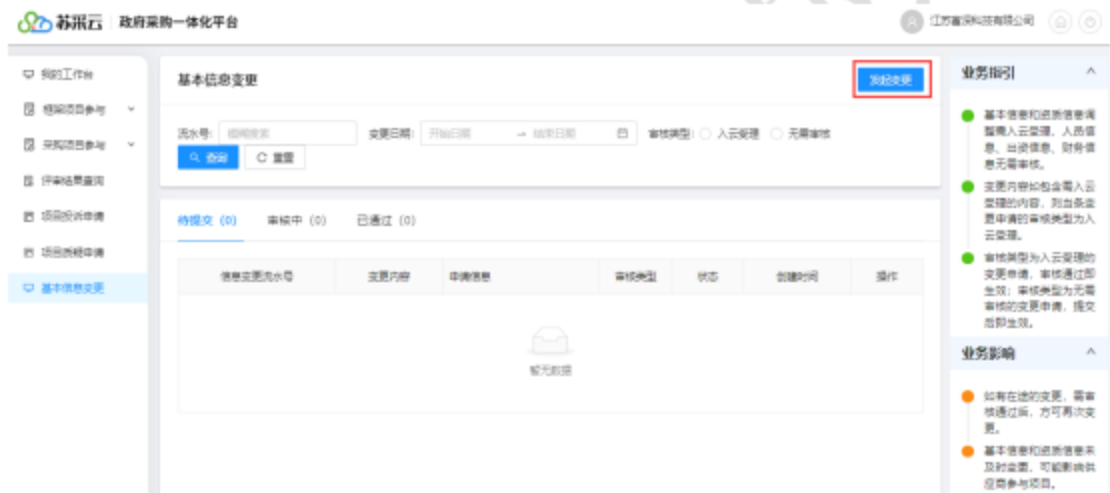 苏采云 政府采购一体化平台
江苏富深科技有限公司
我的工作台
框架项目参与
采购项目参与
评审结果查询
项目投诉申请
项目质疑申请
基本信息变更
基本信息变更
发起变更
流水号: 模糊搜索 变更日期: 开始日期 → 结束日期 审核类型: 入云受理 无需审核
查询 重置
待提交 (0) 审核中 (0) 已通过 (0)
信息变更流水号 变更内容 申请信息 审核类型 状态 创建时间 操作
暂无数据
业务指引
基本信息和资质信息调
整需入云受理,人员信
息、出资信息、财务信
息无需审核。
变更内容如包含需入云
受理的内容,则当条变
更申请的审核类型为入
云受理。
审核类型为入云受理的
变更申请,审核通过即
生效;审核类型为无需
审核的变更申请,提交
后即生效。
业务影响
如有在途的变更,需审
核通过后,方可再次变
更。
基本信息和资质信息未
及时变更,可能影响供
应商参与项目。